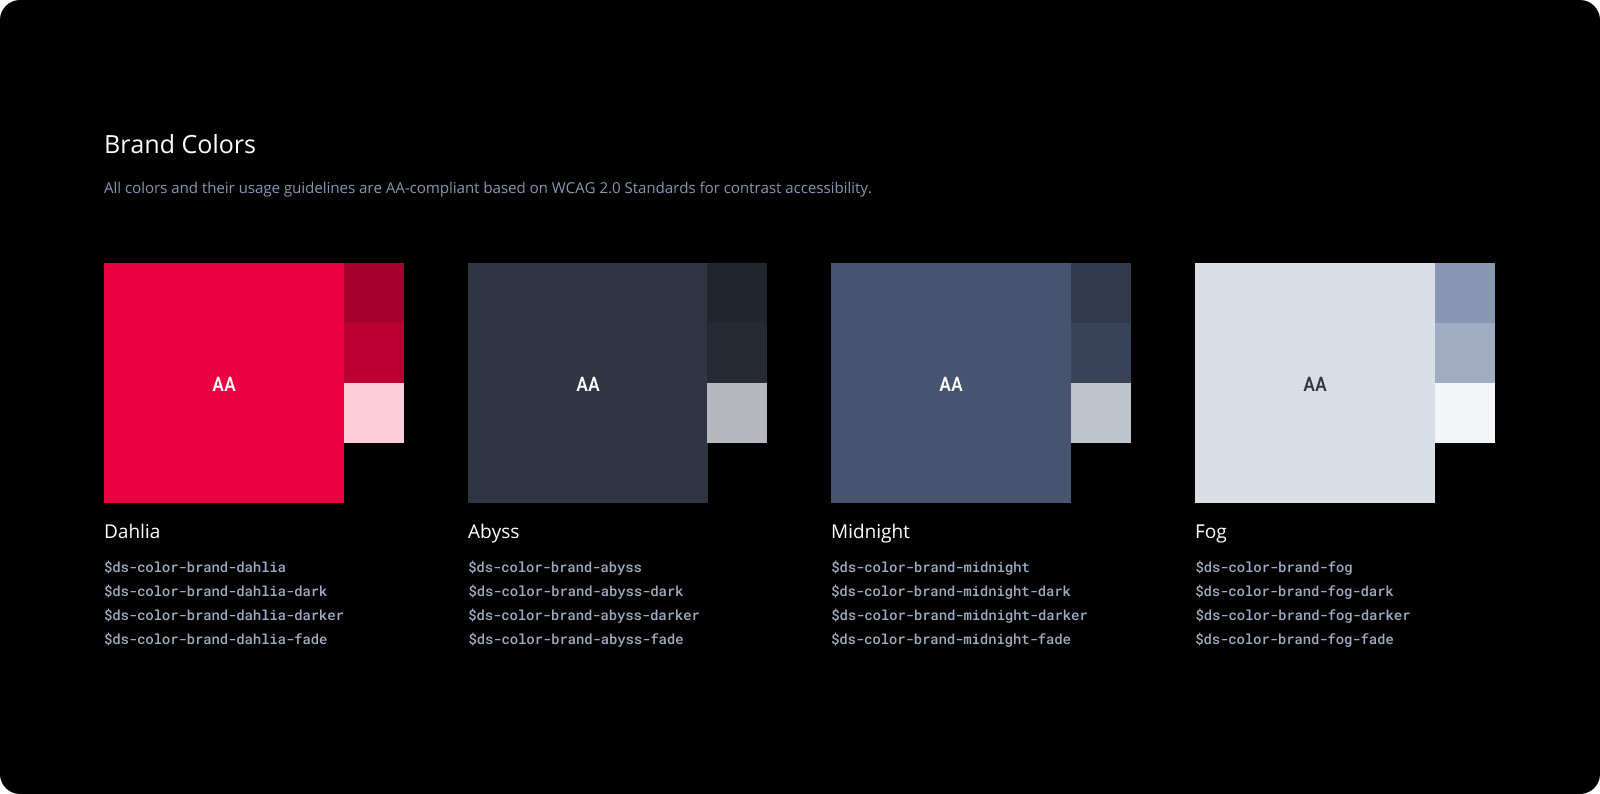 Brand Colors
All colors and their usage guidelines are AA-compliant based on WCAG 2.0 Standards for contrast accessibility.
AA
Dahlia
$ds-color-brand-dahlia
$ds-color-brand-dahlia-dark
$ds-color-brand-dahlia-darker
$ds-color-brand-dahlia-fade
AA
Abyss
$ds-color-brand-abyss
$ds-color-brand-abyss-dark
$ds-color-brand-abyss-darker
$ds-color-brand-abyss-fade
AA
Midnight
$ds-color-brand-midnight
$ds-color-brand-midnight-dark
$ds-color-brand-midnight-darker
$ds-color-brand-midnight-fade
AA
Fog
$ds-color-brand-fog
$ds-color-brand-fog-dark
$ds-color-brand-fog-darker
$ds-color-brand-fog-fade